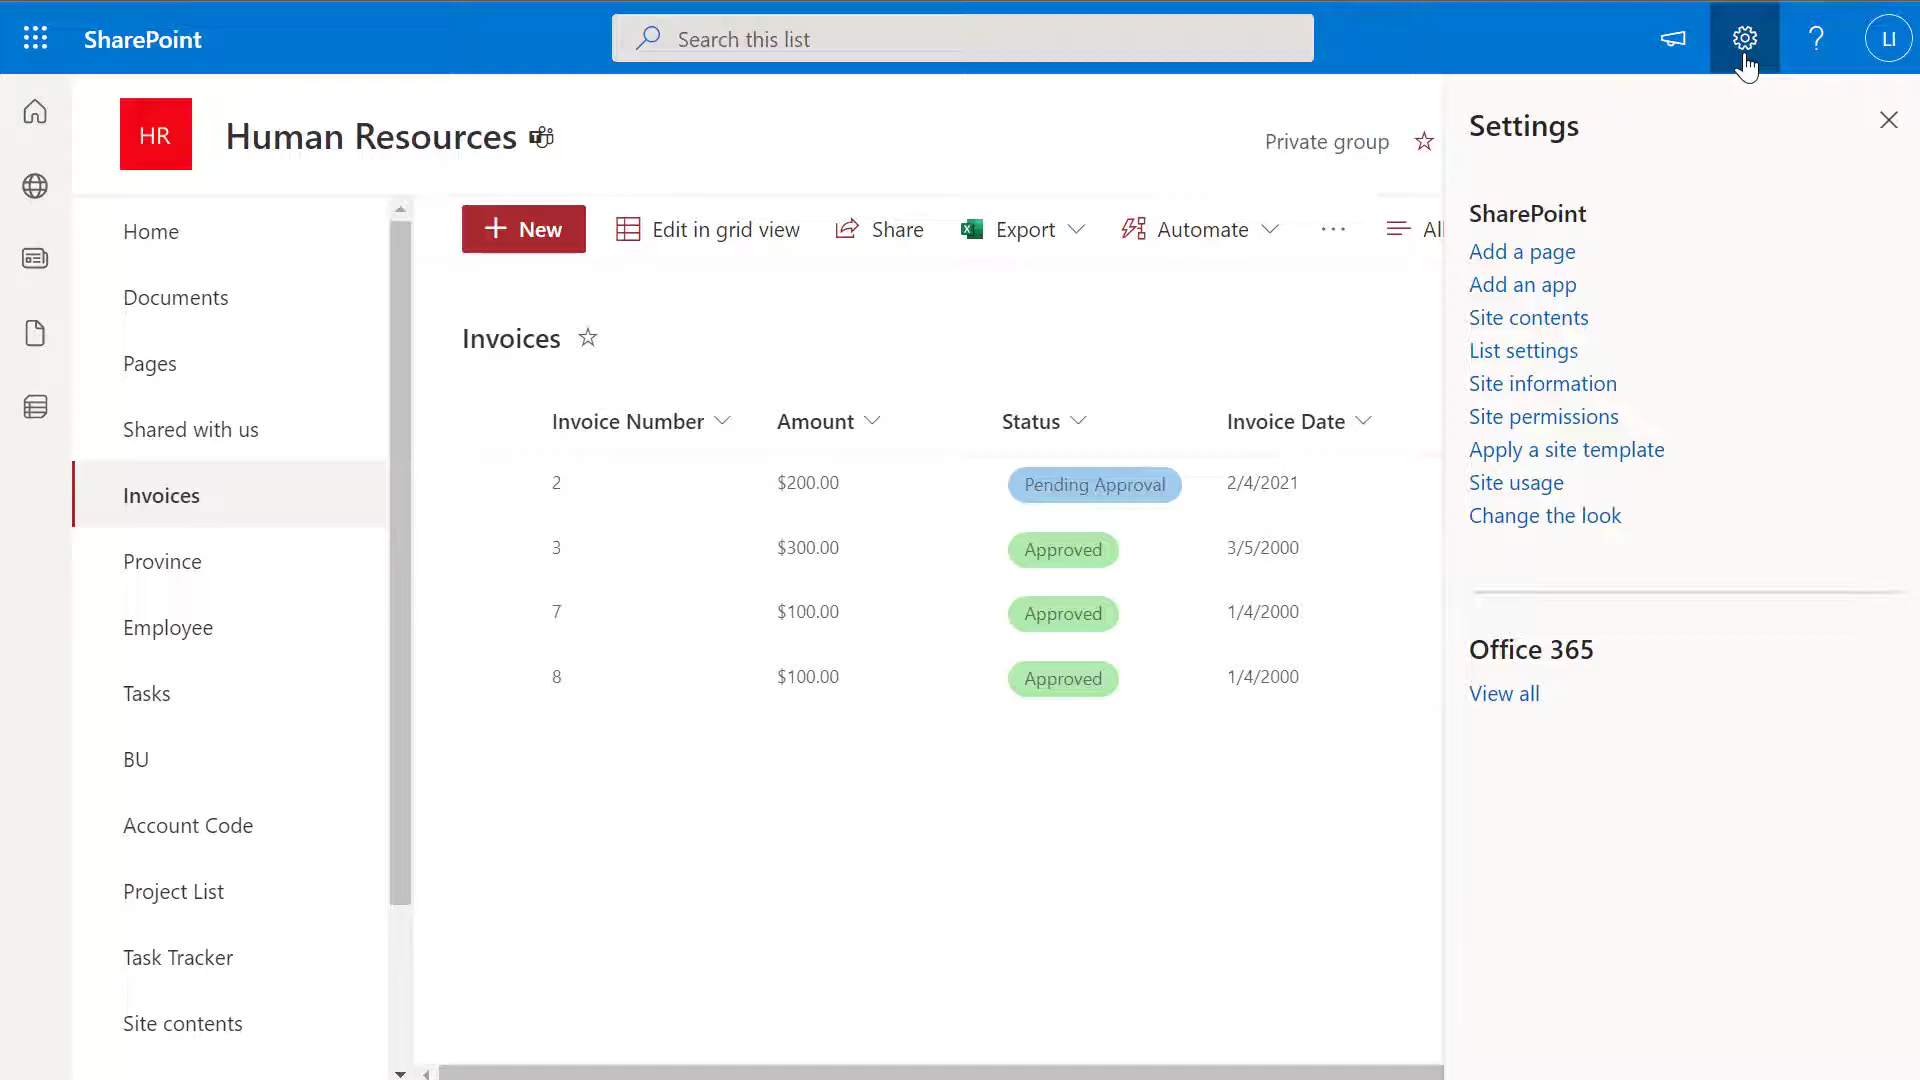 SharePoint
Search this list
LI
HR
Human Resources
Private group
Home
Documents
Pages
Shared with us
Invoices
Province
Employee
Tasks
BU
Account Code
Project List
Task Tracker
Site contents
New
Edit in grid view
Share
Export
Automate
Al
Invoices
Invoice Number
Amount
Status
Invoice Date
2
$200.00
Pending Approval
2/4/2021
3
$300.00
Approved
3/5/2000
7
$100.00
Approved
1/4/2000
8
$100.00
Approved
1/4/2000
Settings
SharePoint
Add a page
Add an app
Site contents
List settings
Site information
Site permissions
Apply a site template
Site usage
Change the look
Office 365
View all